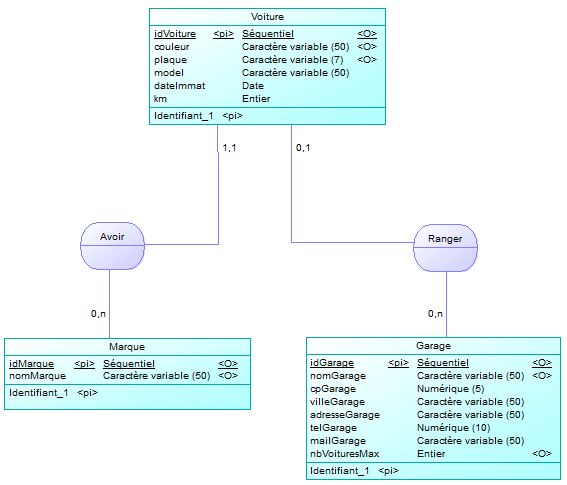 Voiture
idVoiture <pi> Séquentiel <O>
couleur Caractère variable (50) <O>
plaque Caractère variable (7) <O>
model Caractère variable (50)
dateImmat Date
km Entier
Identifiant_1 <pi>
1,1 0,1
Avoir Ranger
0,n 0,n
Marque
idMarque <pi> Séquentiel <O>
nomMarque Caractère variable (50) <O>
Identifiant_1 <pi>
Garage
idGarage <pi> Séquentiel <O>
nomGarage Caractère variable (50) <O>
cpGarage Numérique (5)
villeGarage Caractère variable (50)
adresseGarage Caractère variable (50)
telGarage Numérique (10)
mailGarage Caractère variable (50)
nbVoituresMax Entier <O>
Identifiant_1 <pi>